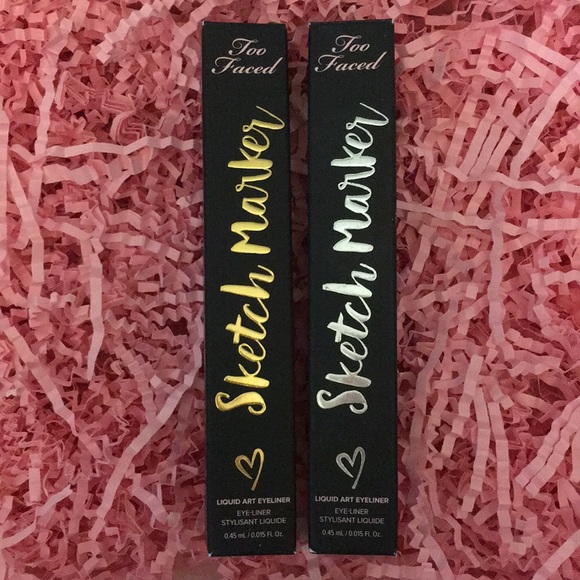 Too
Faced
Sketch Marker
LIQUID ART EYELINER
EYE-LINER
STYLISANT LIQUIDE
0.45 mL / 0.015 FL. Oz.
Too
Faced
Sketch Marker
LIQUID ART EYELINER
EYE-LINER
STYLISANT LIQUIDE
0.45 mL / 0.015 FL. Oz.